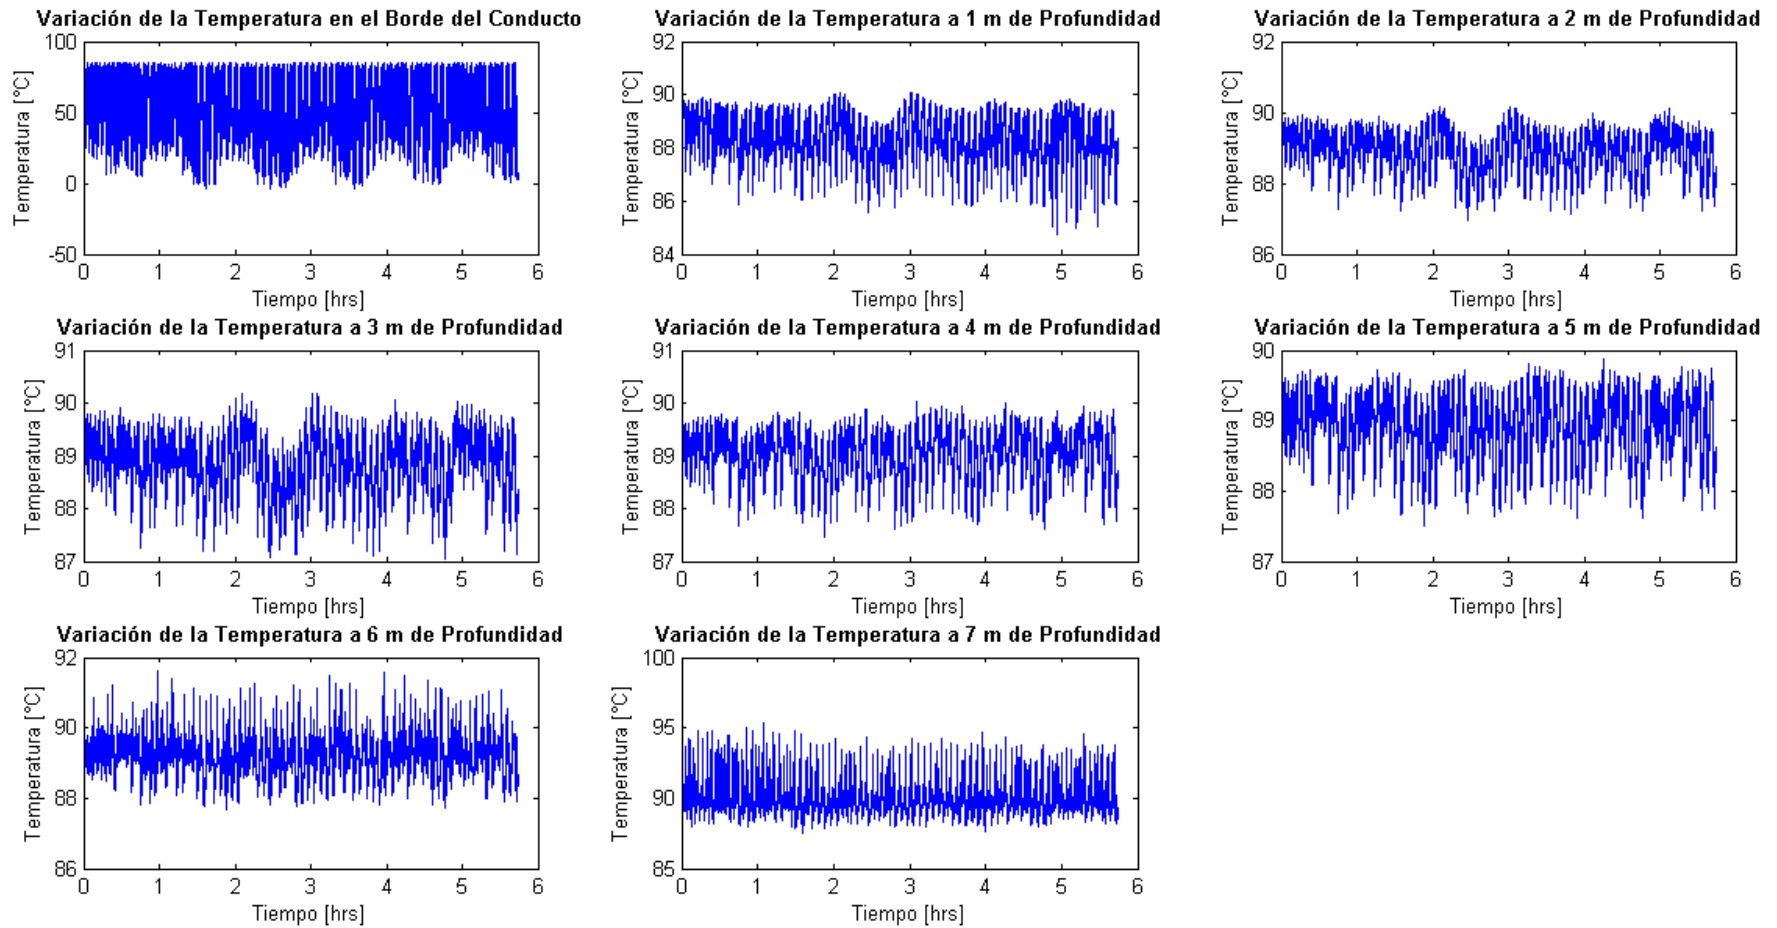 Variación de la Temperatura en el Borde del Conducto
100
50
0
-50
Temperatura [°C]
0 1 2 3 4 5 6
Tiempo [hrs]
Variación de la Temperatura a 1 m de Profundidad
92
90
88
86
84
Temperatura [°C]
0 1 2 3 4 5 6
Tiempo [hrs]
Variación de la Temperatura a 2 m de Profundidad
92
90
88
86
Temperatura [°C]
0 1 2 3 4 5 6
Tiempo [hrs]
Variación de la Temperatura a 3 m de Profundidad
91
90
89
88
87
Temperatura [°C]
0 1 2 3 4 5 6
Tiempo [hrs]
Variación de la Temperatura a 4 m de Profundidad
91
90
89
88
87
Temperatura [°C]
0 1 2 3 4 5 6
Tiempo [hrs]
Variación de la Temperatura a 5 m de Profundidad
90
89
88
87
Temperatura [°C]
0 1 2 3 4 5 6
Tiempo [hrs]
Variación de la Temperatura a 6 m de Profundidad
92
90
88
86
Temperatura [°C]
0 1 2 3 4 5 6
Tiempo [hrs]
Variación de la Temperatura a 7 m de Profundidad
100
95
90
85
Temperatura [°C]
0 1 2 3 4 5 6
Tiempo [hrs]